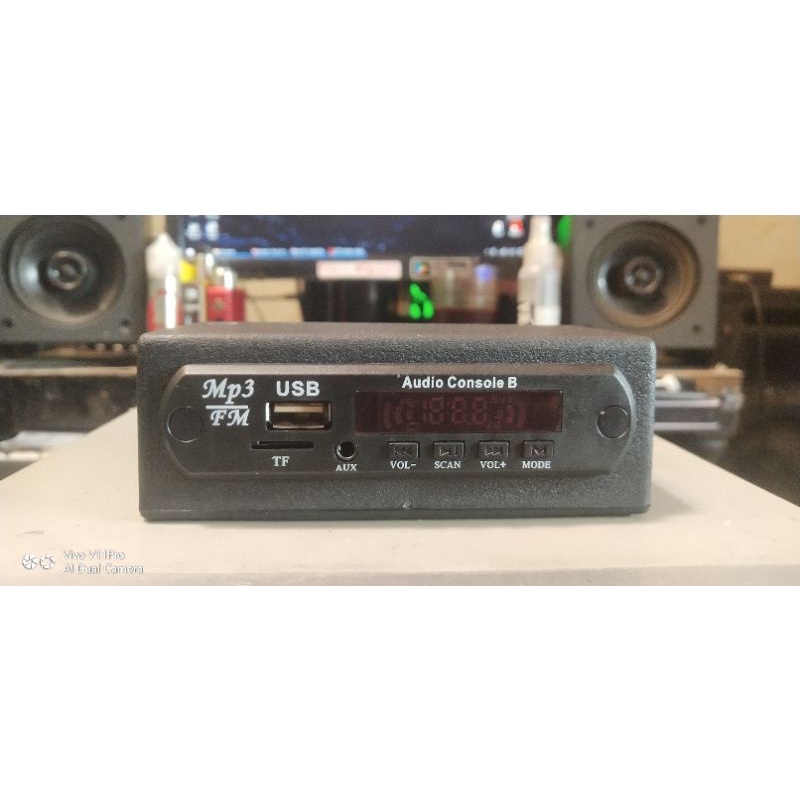 Mp3
FM
USB
Audio Console B
TF
AUX
VOL-
SCAN
VOL+
MODE
Vivo V11Pro
AI Dual Camera